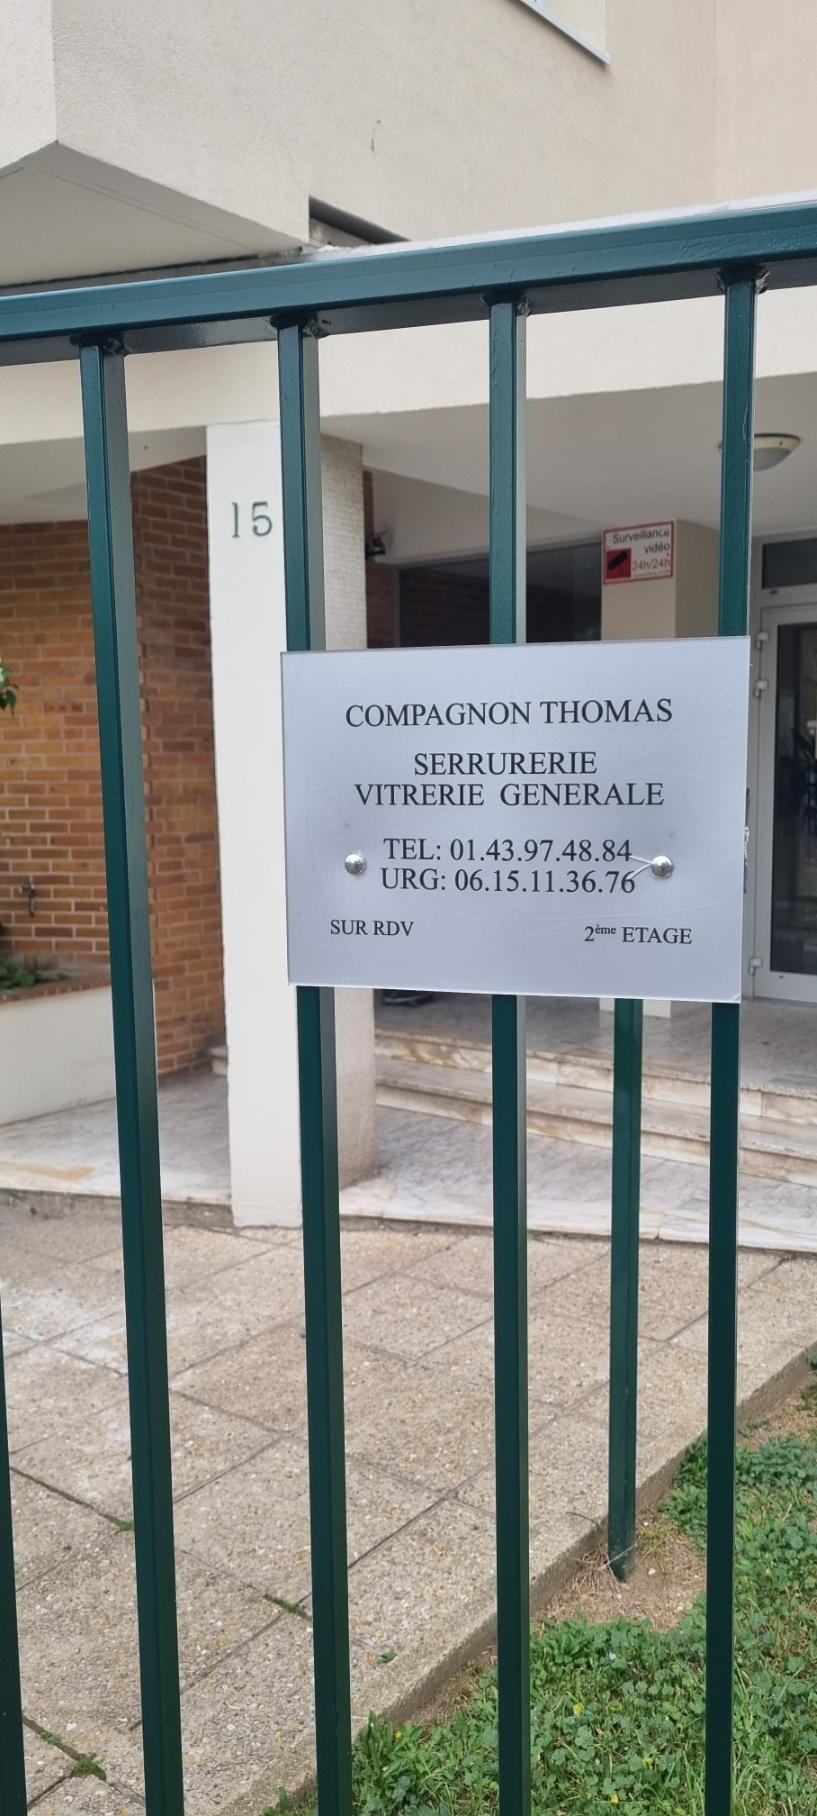 15
Surveillance
vidéo
24h/24h
COMPAGNON THOMAS
SERRURERIE
VITRERIE GENERALE
TEL: 01.43.97.48.84
URG: 06.15.11.36.76
SUR RDV
2ème ETAGE